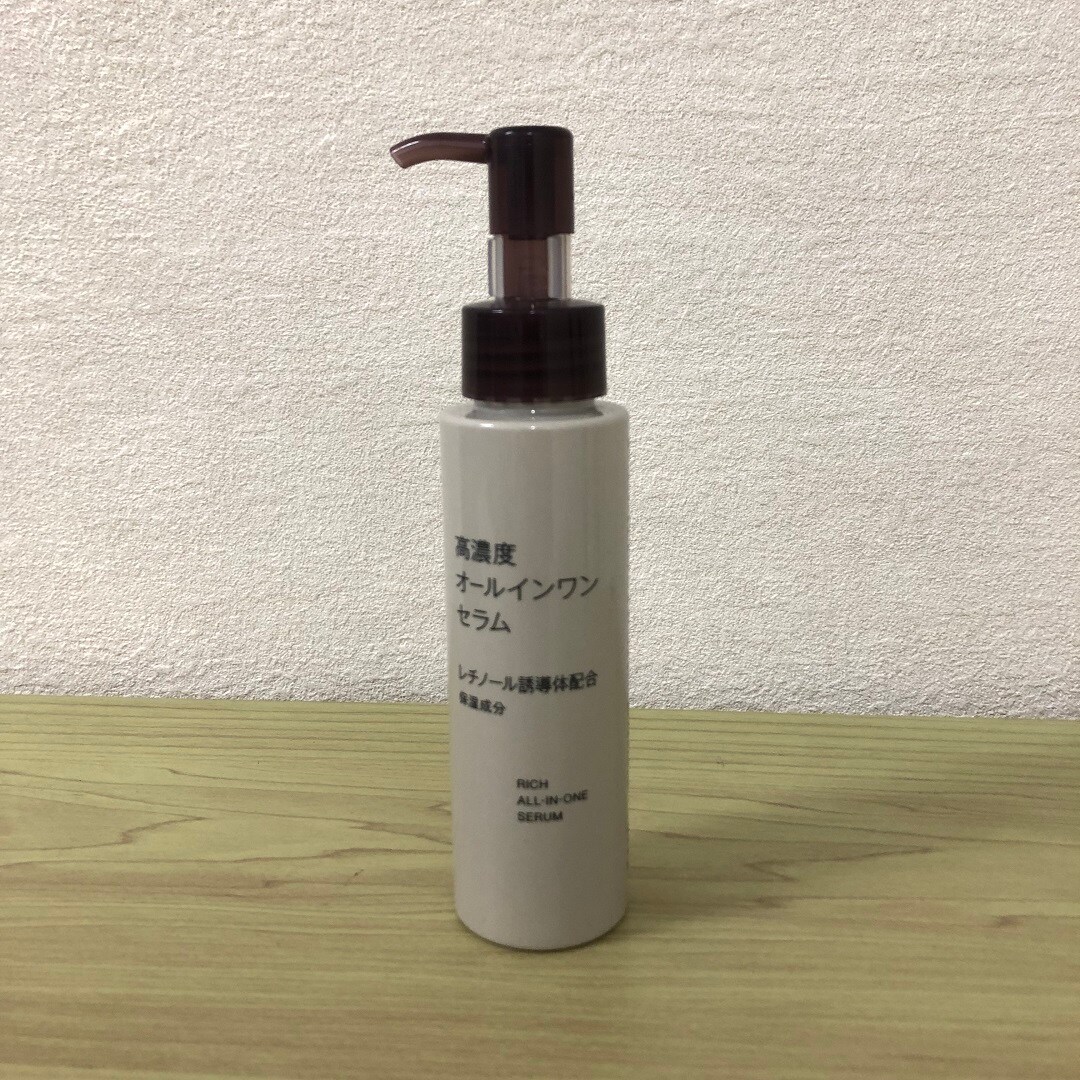 高濃度
オールインワン
セラム
レチノール誘導体配合
保湿成分
RICH
ALL-IN-ONE
SERUM